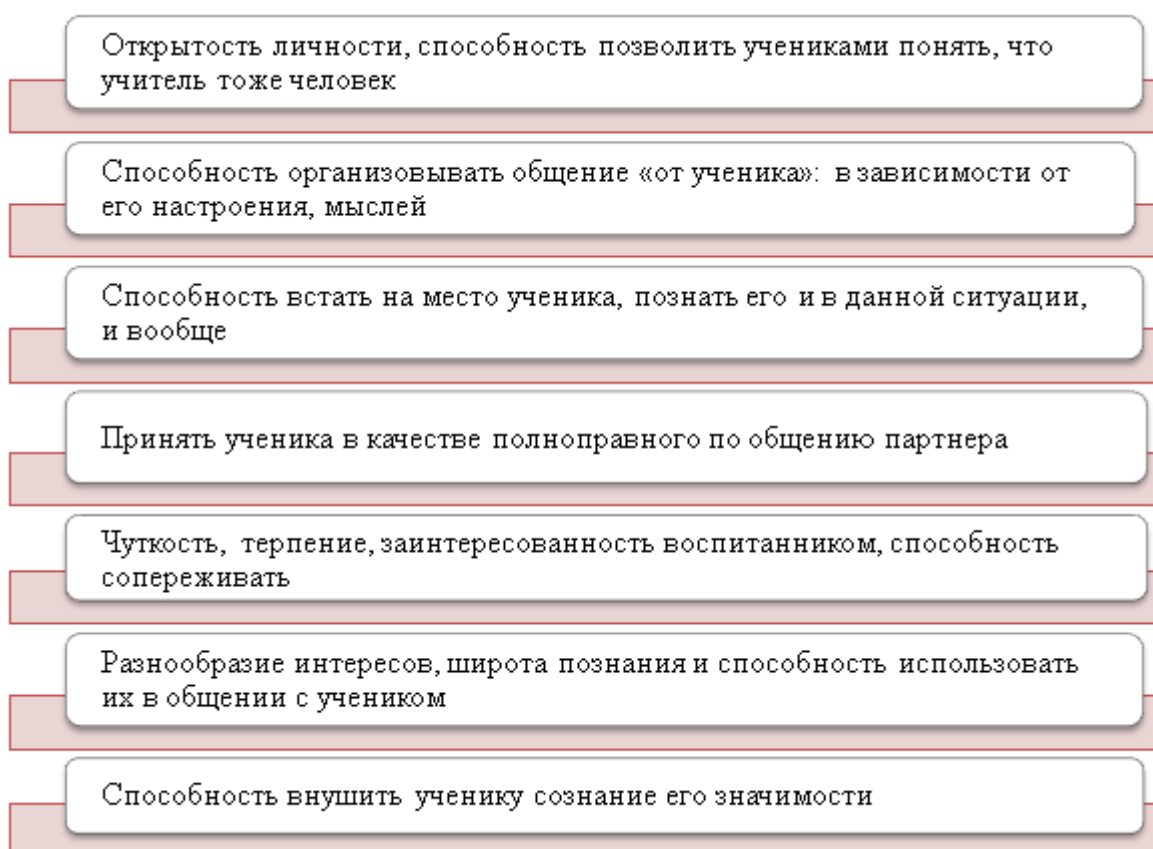 Открытость личности, способность позволить учениками понять, что
учитель тоже человек
Способность организовывать общение «от ученика»: в зависимости от
его настроения, мыслей
Способность встать на место ученика, познать его и в данной ситуации,
и вообще
Принять ученика в качестве полноправного по общению партнера
Чуткость, терпение, заинтересованность воспитанником, способность
сопереживать
Разнообразие интересов, широта познания и способность использовать
их в общении с учеником
Способность внушить ученику сознание его значимости